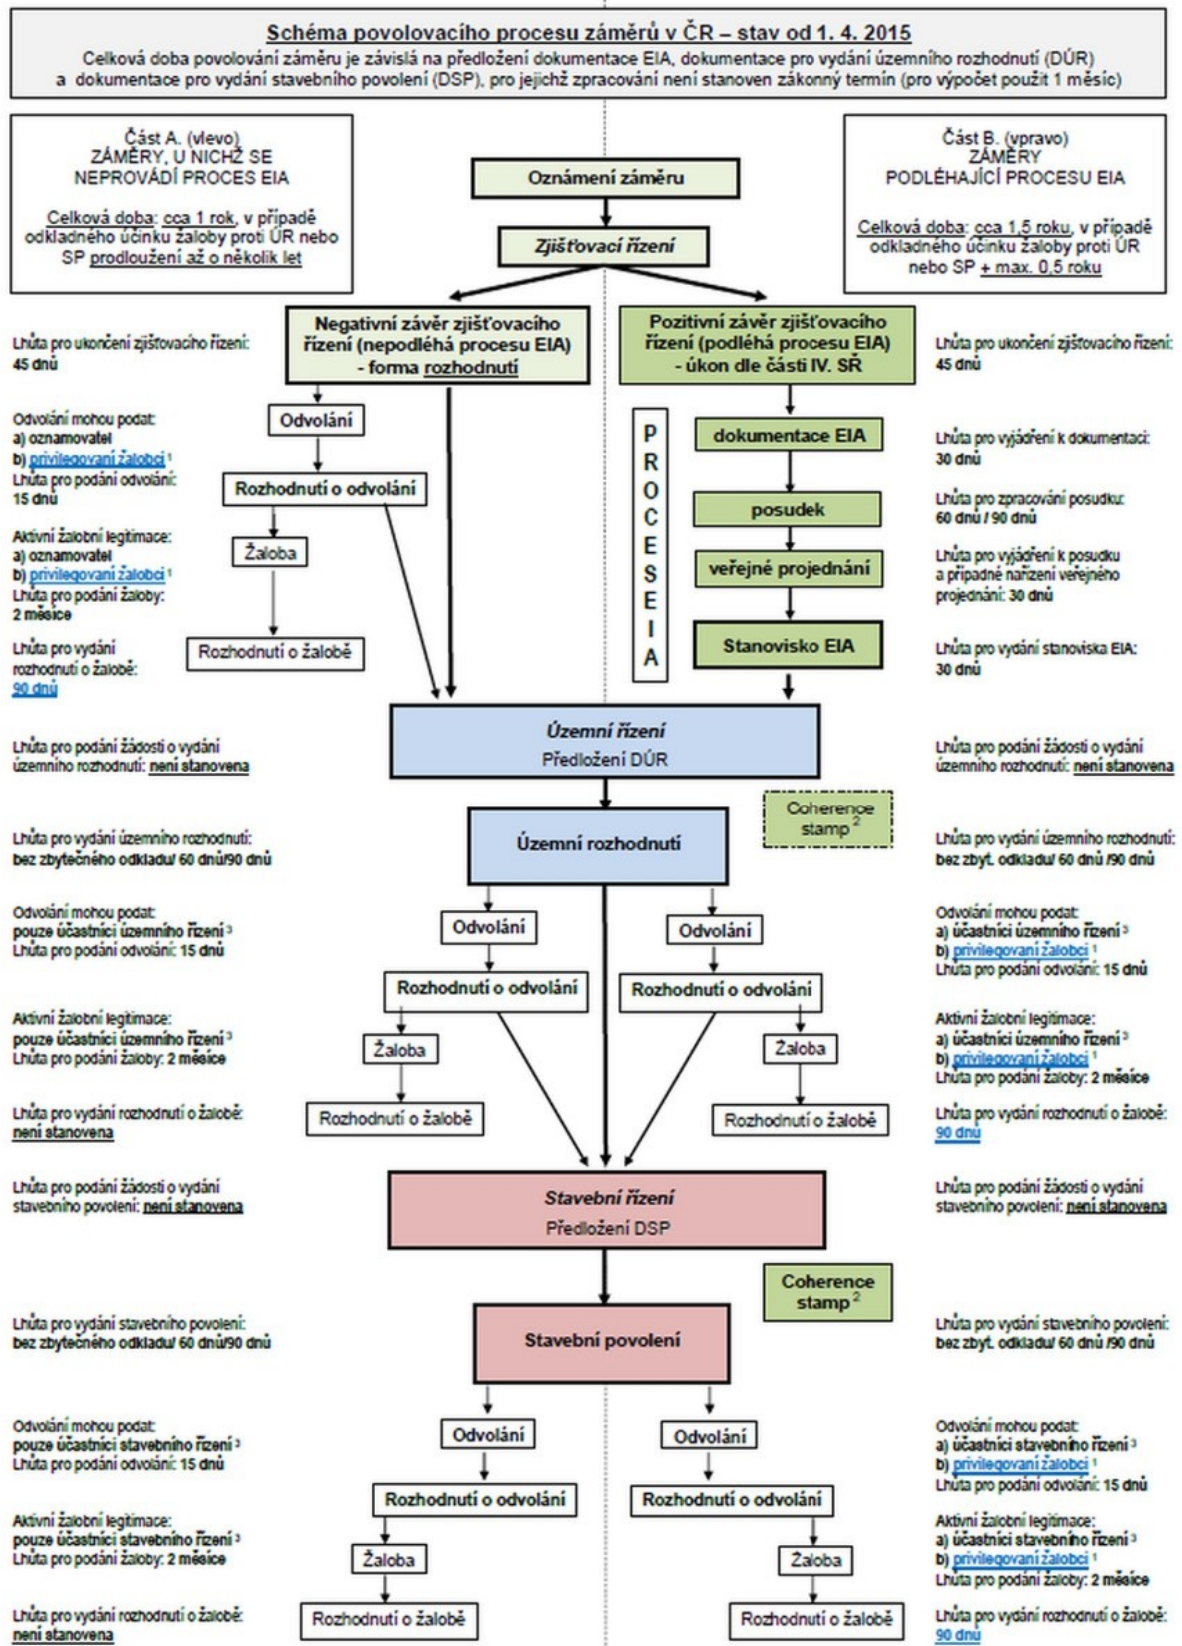 Schéma povolovacího procesu záměrů v ČR – stav od 1. 4. 2015
Celková doba povolování záměru je závislá na předložení dokumentace EIA, dokumentace pro vydání územního rozhodnutí (DÚR)
a dokumentace pro vydání stavebního povolení (DSP), pro jejichž zpracování není stanoven zákonný termín (pro výpočet použit 1 měsíc)
Část A. (vlevo)
ZÁMĚRY, U NICHŽ SE
NEPROVÁDÍ PROCES EIA
Celková doba: cca 1 rok, v případě
odkladného účinku žaloby proti ÚR nebo
SP prodloužení až o několik let
Část B. (vpravo)
ZÁMĚRY
PODLÉHAJÍCÍ PROCESU EIA
Celková doba: cca 1,5 roku, v případě
odkladného účinku žaloby proti ÚR
nebo SP + max. 0,5 roku
Oznámení záměru
Zjišťovací řízení
Negativní závěr zjišťovacího
řízení (nepodléhá procesu EIA)
- forma rozhodnutí
Pozitivní závěr zjišťovacího
řízení (podléhá procesu EIA)
- úkon dle části IV. SŘ
Lhůta pro ukončení zjišťovacího řízení:
45 dnů
Lhůta pro ukončení zjišťovacího řízení:
45 dnů
Odvolání mohou podat:
a) oznamovatel
b) privilegovaní žalobci 1
Lhůta pro podání odvolání:
15 dnů
Aktivní žalobní legitimace:
a) oznamovatel
b) privilegovaní žalobci 1
Lhůta pro podání žaloby:
2 měsíce
Lhůta pro vydání
rozhodnutí o žalobě:
90 dnů
Odvolání
Rozhodnutí o odvolání
Žaloba
Rozhodnutí o žalobě
PROCES EIA
dokumentace EIA
posudek
veřejné projednání
Stanovisko EIA
Lhůta pro vyjádření k dokumentaci:
30 dnů
Lhůta pro zpracování posudku:
60 dnů / 90 dnů
Lhůta pro vyjádření k posudku
a případné nařízení veřejného
projednání: 30 dnů
Lhůta pro vydání stanoviska EIA:
30 dnů
Územní řízení
Předložení DÚR
Lhůta pro podání žádosti o vydání
územního rozhodnutí: není stanovena
Lhůta pro podání žádosti o vydání
územního rozhodnutí: není stanovena
Coherence
stamp 2
Územní rozhodnutí
Lhůta pro vydání územního rozhodnutí:
bez zbytečného odkladu/ 60 dnů/90 dnů
Lhůta pro vydání územního rozhodnutí:
bez zbyt. odkladu/ 60 dnů /90 dnů
Odvolání mohou podat:
pouze účastníci územního řízení 3
Lhůta pro podání odvolání: 15 dnů
Odvolání
Odvolání
Odvolání mohou podat:
a) účastníci územního řízení 3
b) privilegovaní žalobci 1
Lhůta pro podání odvolání: 15 dnů
Rozhodnutí o odvolání
Rozhodnutí o odvolání
Aktivní žalobní legitimace:
pouze účastníci územního řízení 3
Lhůta pro podání žaloby: 2 měsíce
Žaloba
Žaloba
Aktivní žalobní legitimace:
a) účastníci územního řízení 3
b) privilegovaní žalobci 1
Lhůta pro podání žaloby: 2 měsíce
Lhůta pro vydání rozhodnutí o žalobě:
není stanovena
Rozhodnutí o žalobě
Rozhodnutí o žalobě
Lhůta pro vydání rozhodnutí o žalobě:
90 dnů
Lhůta pro podání žádosti o vydání
stavebního povolení: není stanovena
Stavební řízení
Předložení DSP
Lhůta pro podání žádosti o vydání
stavebního povolení: není stanovena
Coherence
stamp 2
Stavební povolení
Lhůta pro vydání stavebního povolení:
bez zbytečného odkladu/ 60 dnů/90 dnů
Lhůta pro vydání stavebního povolení:
bez zbyt. odkladu/ 60 dnů /90 dnů
Odvolání mohou podat:
pouze účastníci stavebního řízení 3
Lhůta pro podání odvolání: 15 dnů
Odvolání
Odvolání
Odvolání mohou podat:
a) účastníci stavebního řízení 3
b) privilegovaní žalobci 1
Lhůta pro podání odvolání: 15 dnů
Rozhodnutí o odvolání
Rozhodnutí o odvolání
Aktivní žalobní legitimace:
pouze účastníci stavebního řízení 3
Lhůta pro podání žaloby: 2 měsíce
Žaloba
Žaloba
Aktivní žalobní legitimace:
a) účastníci stavebního řízení 3
b) privilegovaní žalobci 1
Lhůta pro podání žaloby: 2 měsíce
Lhůta pro vydání rozhodnutí o žalobě:
není stanovena
Rozhodnutí o žalobě
Rozhodnutí o žalobě
Lhůta pro vydání rozhodnutí o žalobě:
90 dnů